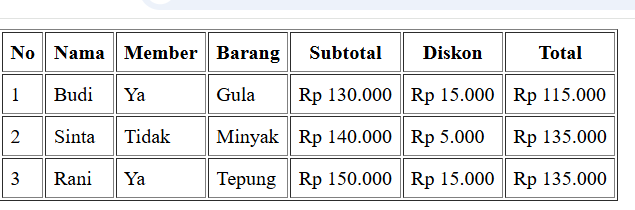 No Nama Member Barang Subtotal Diskon Total
1 Budi Ya Gula Rp 130.000 Rp 15.000 Rp 115.000
2 Sinta Tidak Minyak Rp 140.000 Rp 5.000 Rp 135.000
3 Rani Ya Tepung Rp 150.000 Rp 15.000 Rp 135.000